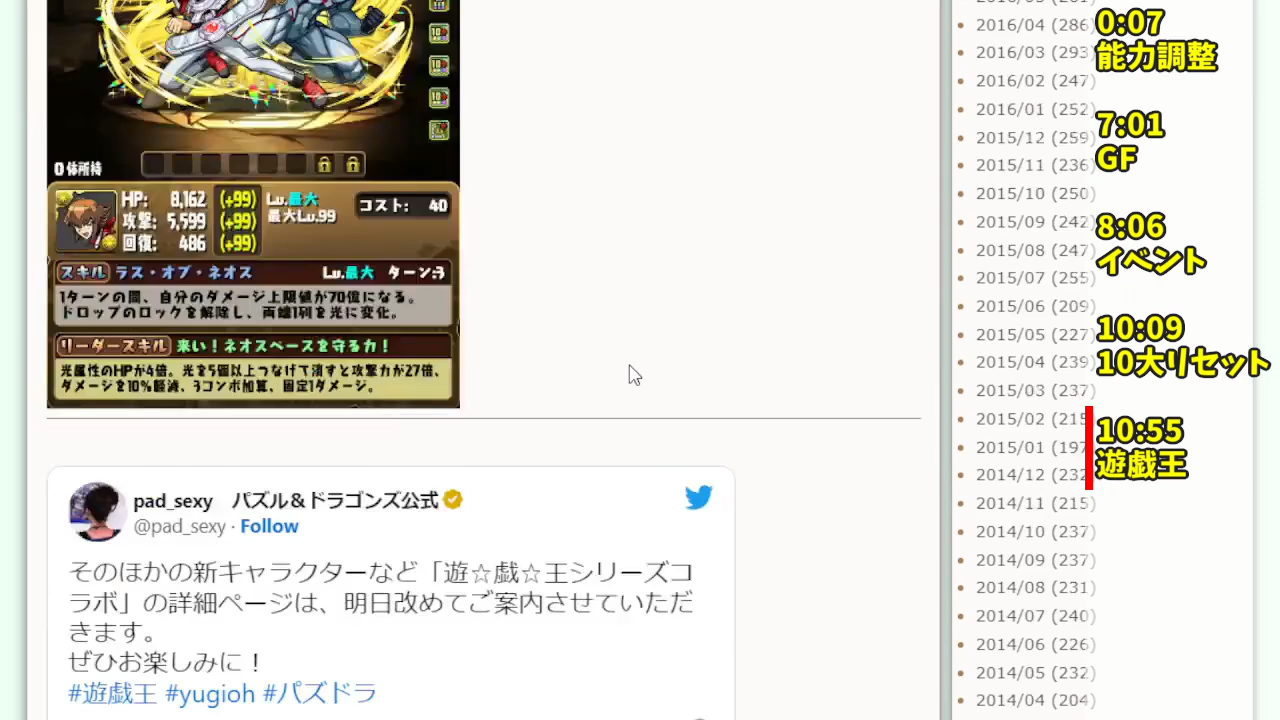 0体所持
HP: 8,162 (+99)
攻撃: 5,599 (+99)
回復: 486 (+99)
Lv.最大
最大Lv.99
コスト: 40
スキル ラス・オブ・ネオス Lv.最大 ターン:3
1ターンの間、自分のダメージ上限値が70億になる。
ドロップのロックを解除し、両端1列を光に変化。
リーダースキル 来い！ネオスペースを守る力！
光属性のHPが4倍。光を5個以上つなげて消すと攻撃力が27倍、
ダメージを10%軽減、3コンボ加算、固定1ダメージ。
pad_sexy パズル＆ドラゴンズ公式
@pad_sexy · Follow
そのほかの新キャラクターなど「遊☆戯☆王シリーズコ
ラボ」の詳細ページは、明日改めてご案内させていただ
きます。
ぜひお楽しみに！
#遊戯王 #yugioh #パズドラ
2016/04 (286)
2016/03 (293)
2016/02 (247)
2016/01 (252)
2015/12 (259)
2015/11 (236)
2015/10 (250)
2015/09 (242)
2015/08 (247)
2015/07 (255)
2015/06 (209)
2015/05 (227)
2015/04 (239)
2015/03 (237)
2015/02 (215
2015/01 (197
2014/12 (232
2014/11 (215)
2014/10 (237)
2014/09 (237)
2014/08 (231)
2014/07 (240)
2014/06 (226)
2014/05 (232)
2014/04 (204)
0:07
能力調整
7:01
GF
8:06
イベント
10:09
10大リセット
10:55
遊戯王